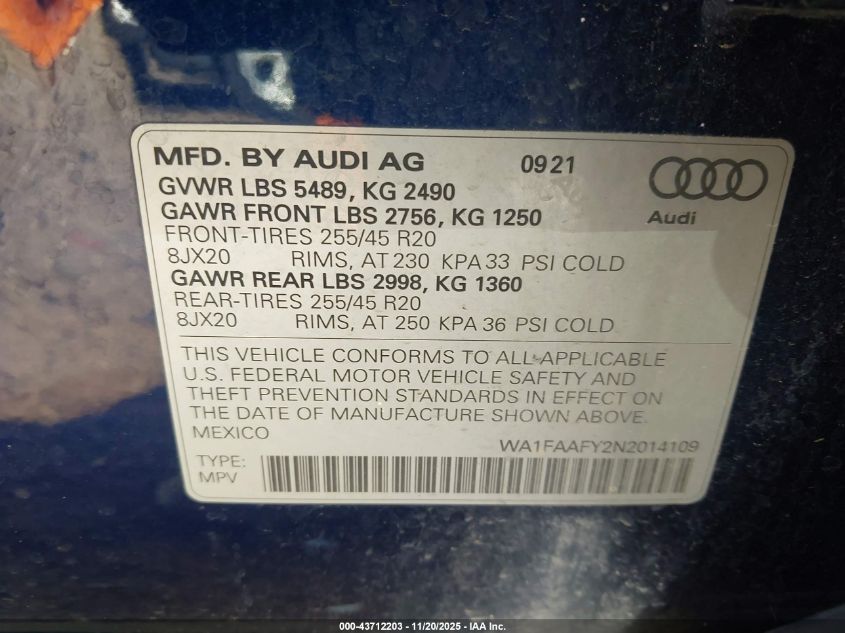 MFD. BY AUDI AG 09 21
GVWR LBS 5489, KG 2490
GAWR FRONT LBS 2756, KG 1250
Audi
FRONT-TIRES 255/45 R20
8JX20 RIMS, AT 230 KPA 33 PSI COLD
GAWR REAR LBS 2998, KG 1360
REAR-TIRES 255/45 R20
8JX20 RIMS, AT 250 KPA 36 PSI COLD
THIS VEHICLE CONFORMS TO ALL APPLICABLE
U.S. FEDERAL MOTOR VEHICLE SAFETY AND
THEFT PREVENTION STANDARDS IN EFFECT ON
THE DATE OF MANUFACTURE SHOWN ABOVE.
MEXICO
WA1FAAFY2N2014109
TYPE:
MPV
000-43712203 - 11/20/2025 - IAA Inc.